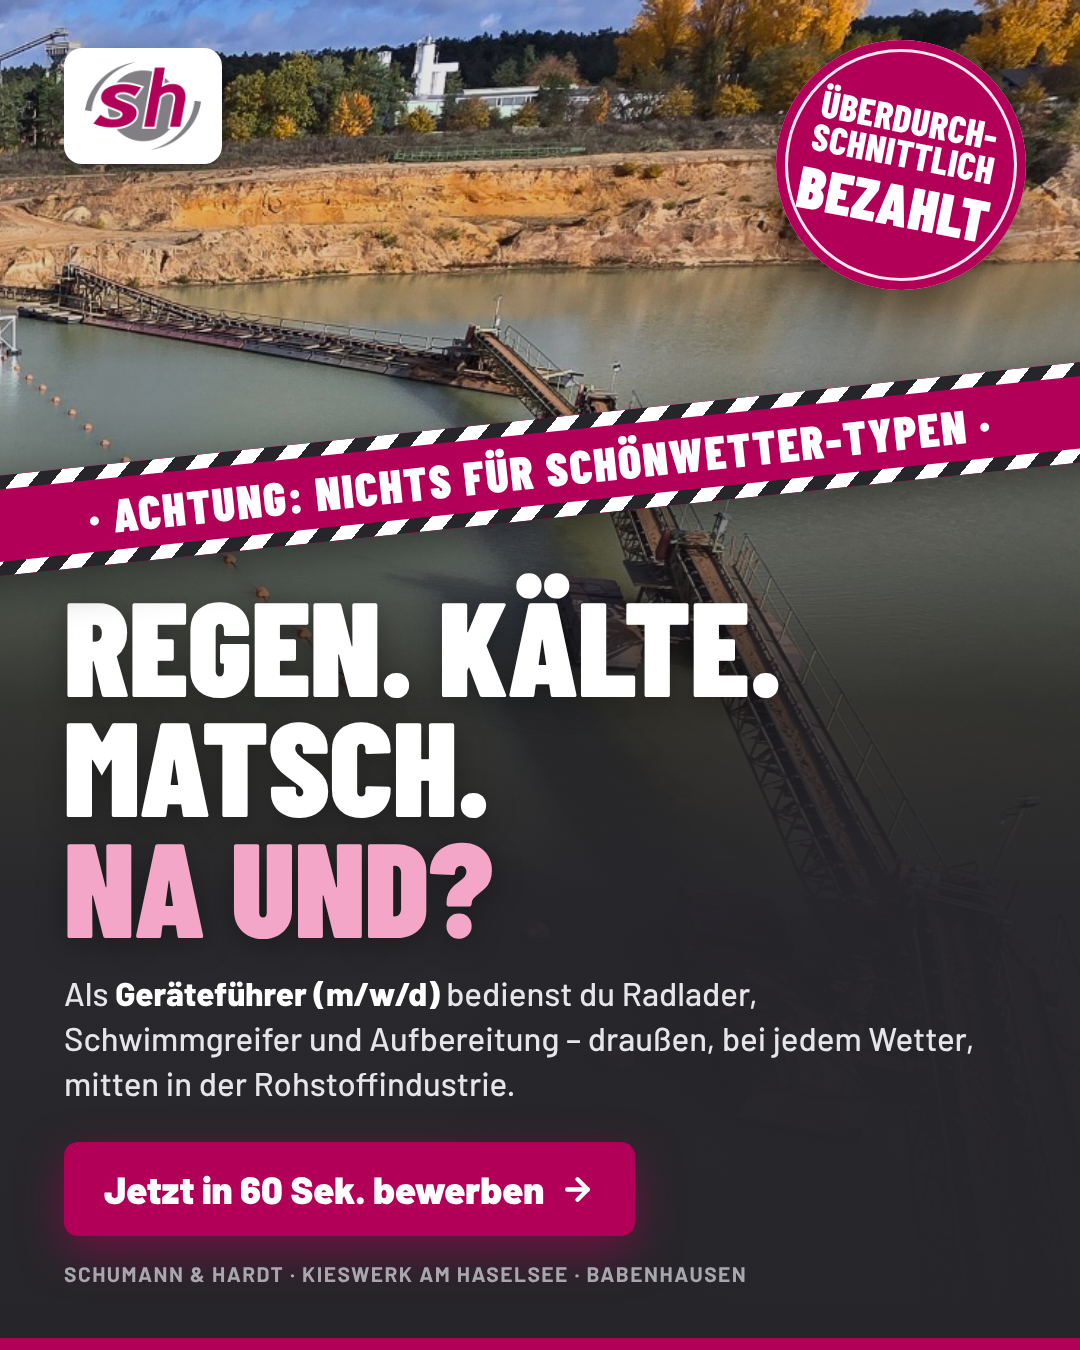 sh
ÜBERDURCH-
SCHNITTLICH
BEZAHLT
· ACHTUNG: NICHTS FÜR SCHÖNWETTER-TYPEN ·
REGEN. KÄLTE.
MATSCH.
NA UND?
Als Geräteführer (m/w/d) bedienst du Radlader,
Schwimmgreifer und Aufbereitung – draußen, bei jedem Wetter,
mitten in der Rohstoffindustrie.
Jetzt in 60 Sek. bewerben →
SCHUMANN & HARDT · KIESWERK AM HASELSEE · BABENHAUSEN